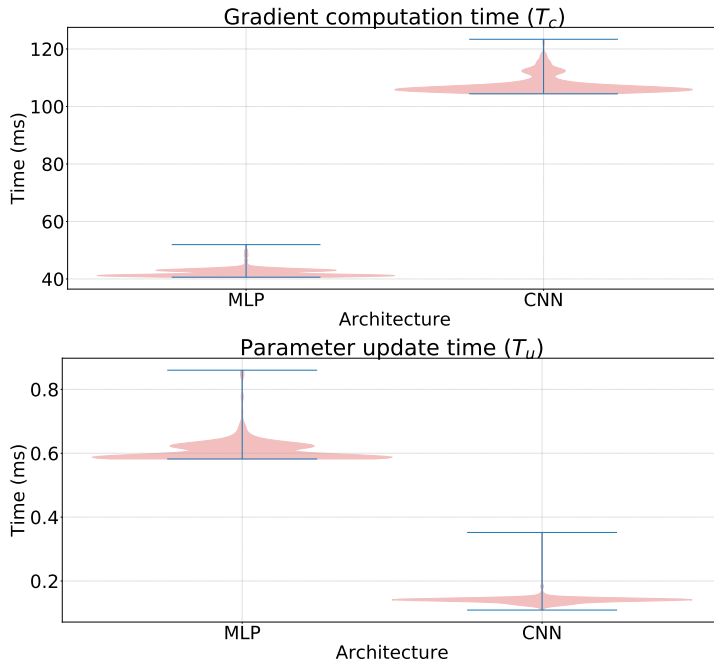 Gradient computation time (T_c)
Time (ms)
120
100
80
60
40
MLP CNN
Architecture
Parameter update time (T_u)
Time (ms)
0.8
0.6
0.4
0.2
MLP CNN
Architecture